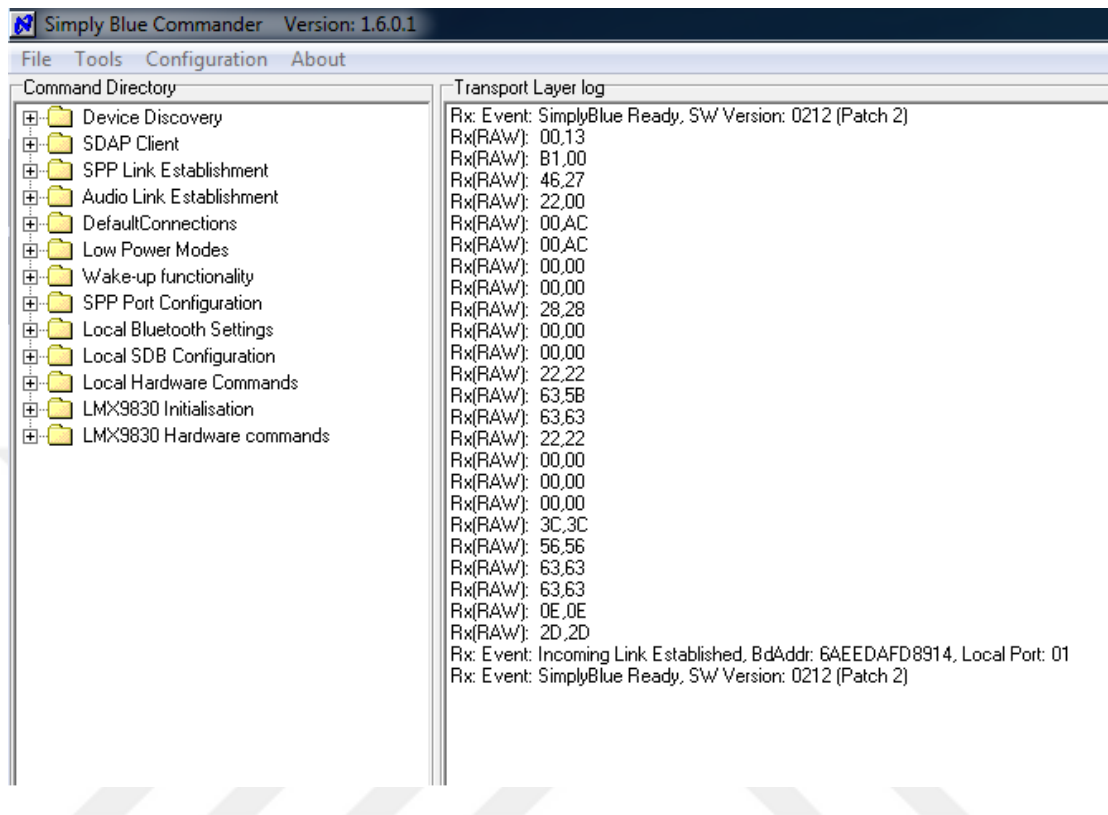 Simply Blue Commander Version: 1.6.0.1
File Tools Configuration About
Command Directory
Device Discovery
SDAP Client
SPP Link Establishment
Audio Link Establishment
DefaultConnections
Low Power Modes
Wake-up functionality
SPP Port Configuration
Local Bluetooth Settings
Local SDB Configuration
Local Hardware Commands
LMX9830 Initialisation
LMX9830 Hardware commands
Transport Layer log
Rx: Event: SimplyBlue Ready, SW Version: 0212 (Patch 2)
Rx(RAW): 00,13
Rx(RAW): B1,00
Rx(RAW): 46,27
Rx(RAW): 22,00
Rx(RAW): 00,AC
Rx(RAW): 00,AC
Rx(RAW): 00,00
Rx(RAW): 00,00
Rx(RAW): 28,28
Rx(RAW): 00,00
Rx(RAW): 00,00
Rx(RAW): 22,22
Rx(RAW): 63,5B
Rx(RAW): 63,63
Rx(RAW): 22,22
Rx(RAW): 00,00
Rx(RAW): 00,00
Rx(RAW): 00,00
Rx(RAW): 3C,3C
Rx(RAW): 56,56
Rx(RAW): 63,63
Rx(RAW): 63,63
Rx(RAW): 0E,0E
Rx(RAW): 2D,2D
Rx: Event: Incoming Link Established, BdAddr: 6AEEDAFD8914, Local Port: 01
Rx: Event: SimplyBlue Ready, SW Version: 0212 (Patch 2)